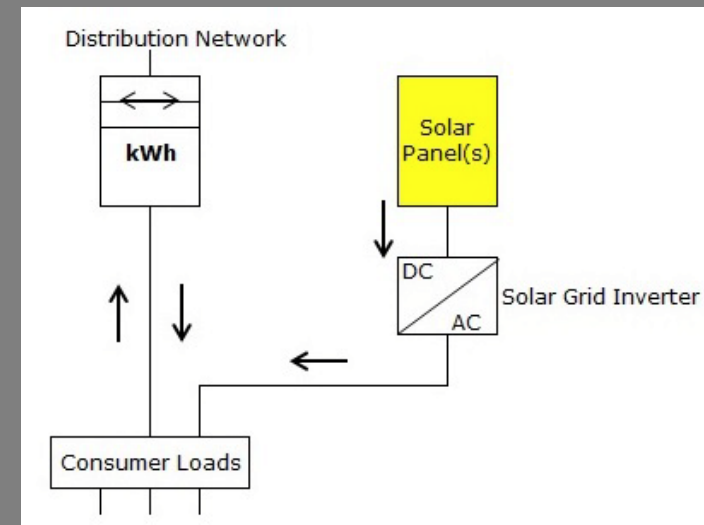 Distribution Network
kWh
Solar
Panel(s)
DC
AC
Solar Grid Inverter
Consumer Loads